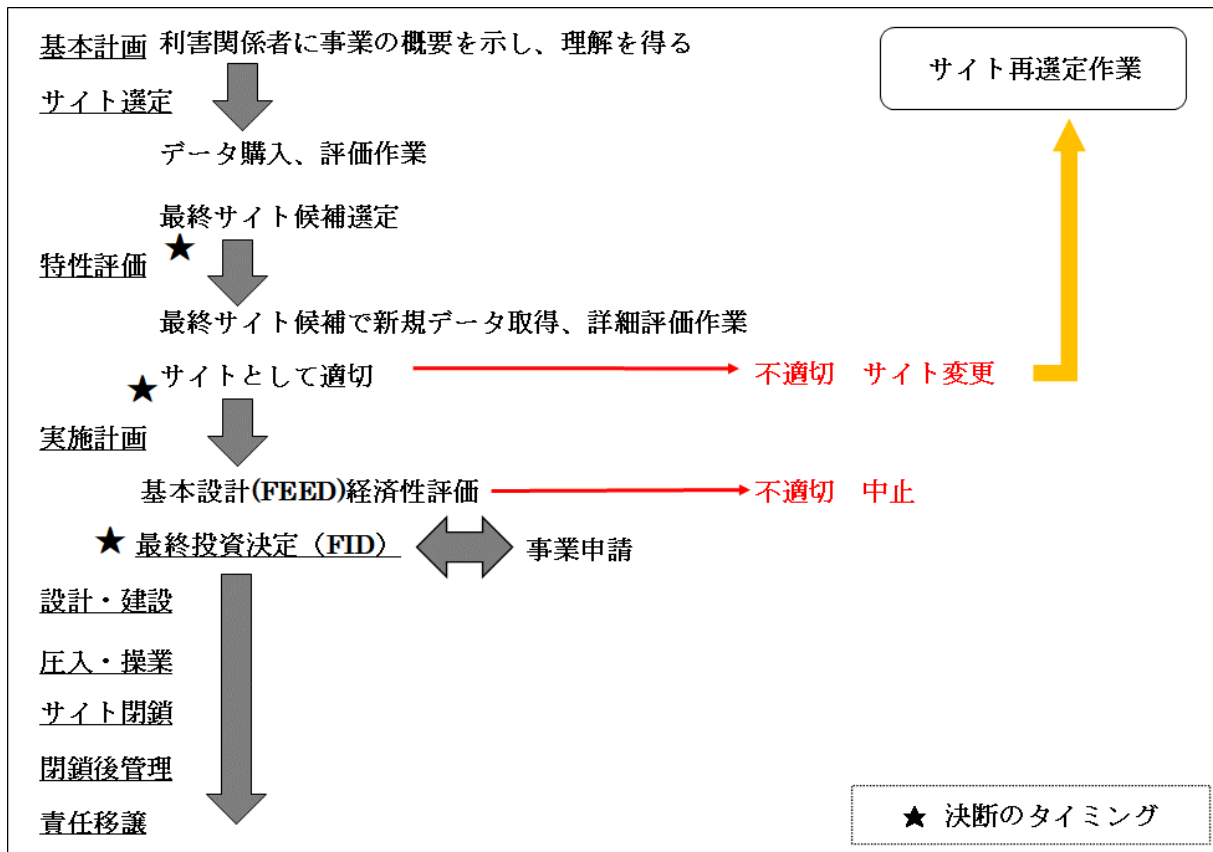 基本計画 利害関係者に事業の概要を示し、理解を得る
サイト再選定作業
サイト選定
データ購入、評価作業
最終サイト候補選定
★
特性評価
最終サイト候補で新規データ取得、詳細評価作業
★ サイトとして適切
不適切 サイト変更
実施計画
基本設計(FEED)経済性評価
不適切 中止
★ 最終投資決定（FID）
事業申請
設計・建設
圧入・操業
サイト閉鎖
閉鎖後管理
責任移譲
★ 決断のタイミング